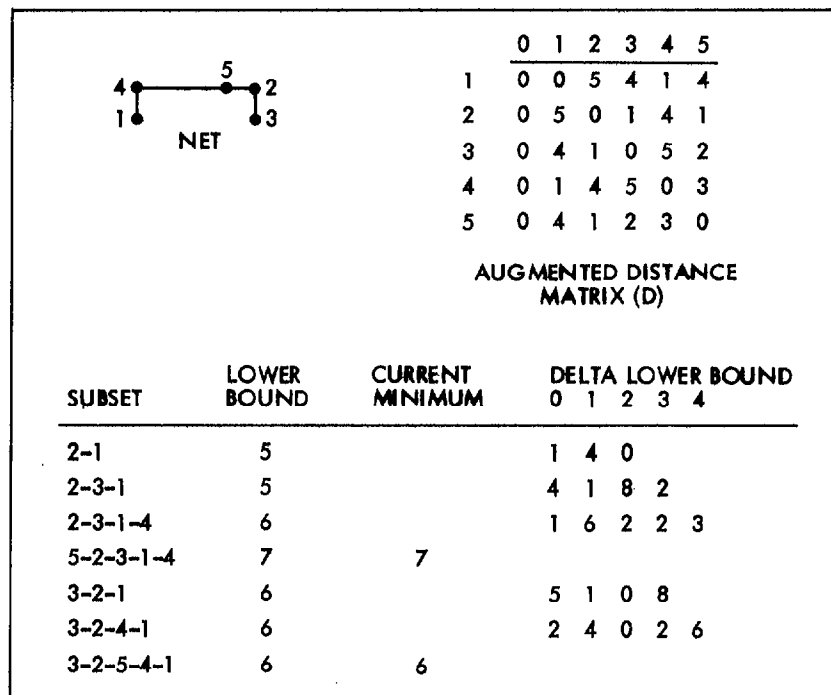 5
4 2
1 3
NET
0 1 2 3 4 5
1 0 0 5 4 1 4
2 0 5 0 1 4 1
3 0 4 1 0 5 2
4 0 1 4 5 0 3
5 0 4 1 2 3 0
AUGMENTED DISTANCE
MATRIX (D)
LOWER CURRENT DELTA LOWER BOUND
SUBSET BOUND MINIMUM 0 1 2 3 4
2-1 5 1 4 0
2-3-1 5 4 1 8 2
2-3-1-4 6 1 6 2 2 3
5-2-3-1-4 7 7
3-2-1 6 5 1 0 8
3-2-4-1 6 2 4 0 2 6
3-2-5-4-1 6 6